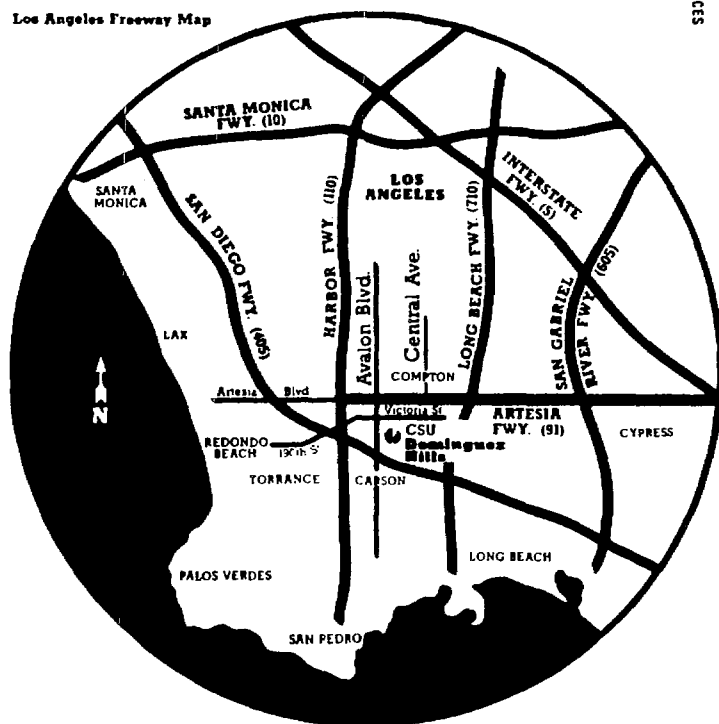 CES
Los Angeles Freeway Map
SANTA MONICA
FWY. (10)
SANTA
MONICA
LOS
ANGELES
INTERSTATE
FWY. (5)
SAN DIEGO FWY. (405)
HARBOR FWY. (110)
Avalon Blvd.
Central Ave.
LONG BEACH FWY. (710)
SAN GABRIEL
RIVER FWY. (605)
LAX
N
COMPTON
Artesia Blvd
Victoria St
ARTESIA
FWY. (91)
CYPRESS
REDONDO
BEACH
190th St
CSU
Dominguez
Hills
TORRANCE
CARSON
LONG BEACH
PALOS VERDES
SAN PEDRO